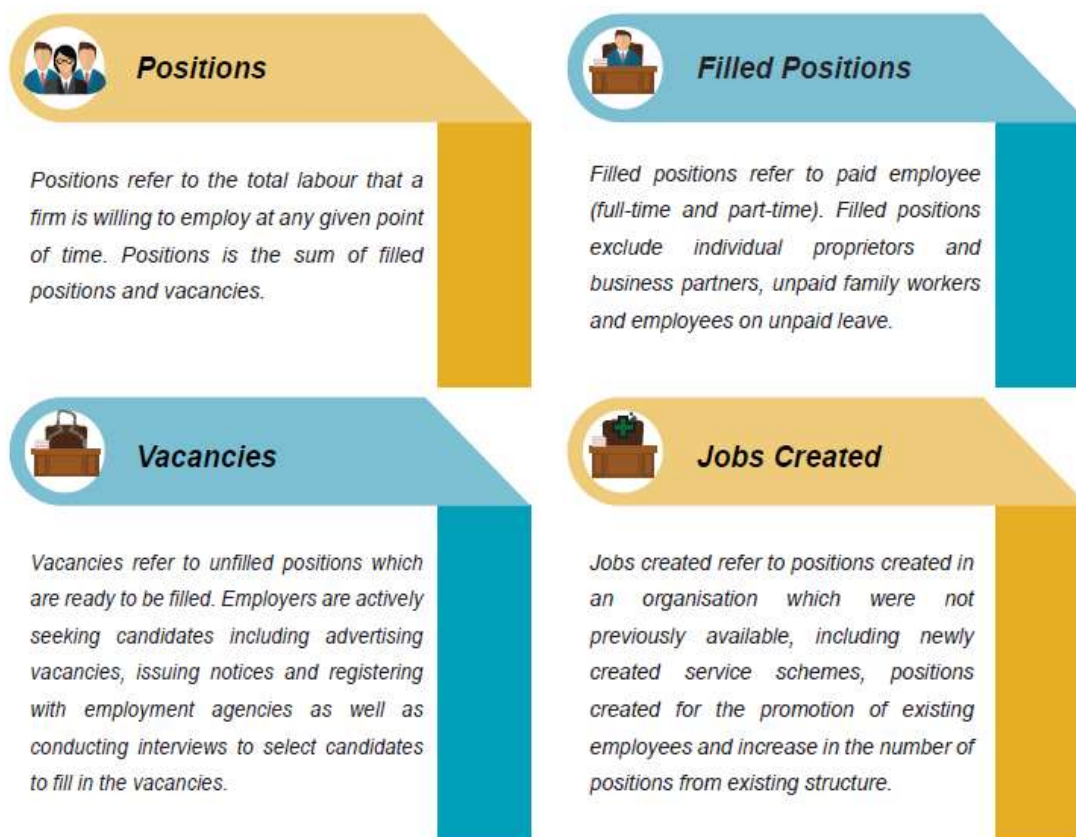 Positions
Positions refer to the total labour that a
firm is willing to employ at any given point
of time. Positions is the sum of filled
positions and vacancies.
Filled Positions
Filled positions refer to paid employee
(full-time and part-time). Filled positions
exclude individual proprietors and
business partners, unpaid family workers
and employees on unpaid leave.
Vacancies
Vacancies refer to unfilled positions which
are ready to be filled. Employers are actively
seeking candidates including advertising
vacancies, issuing notices and registering
with employment agencies as well as
conducting interviews to select candidates
to fill in the vacancies.
Jobs Created
Jobs created refer to positions created in
an organisation which were not
previously available, including newly
created service schemes, positions
created for the promotion of existing
employees and increase in the number of
positions from existing structure.